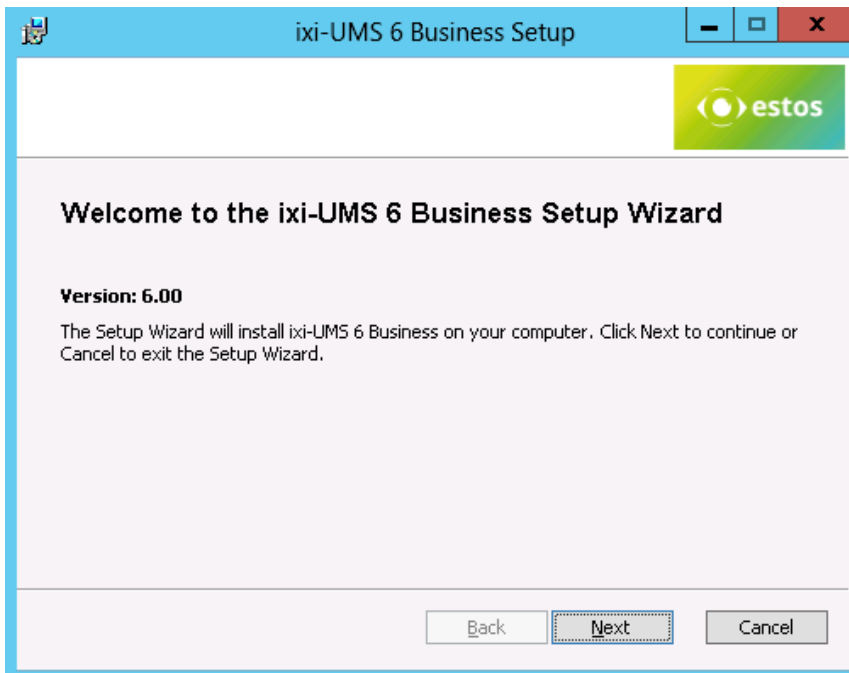 ixi-UMS 6 Business Setup
estos
Welcome to the ixi-UMS 6 Business Setup Wizard
Version: 6.00
The Setup Wizard will install ixi-UMS 6 Business on your computer. Click Next to continue or
Cancel to exit the Setup Wizard.
Back Next Cancel